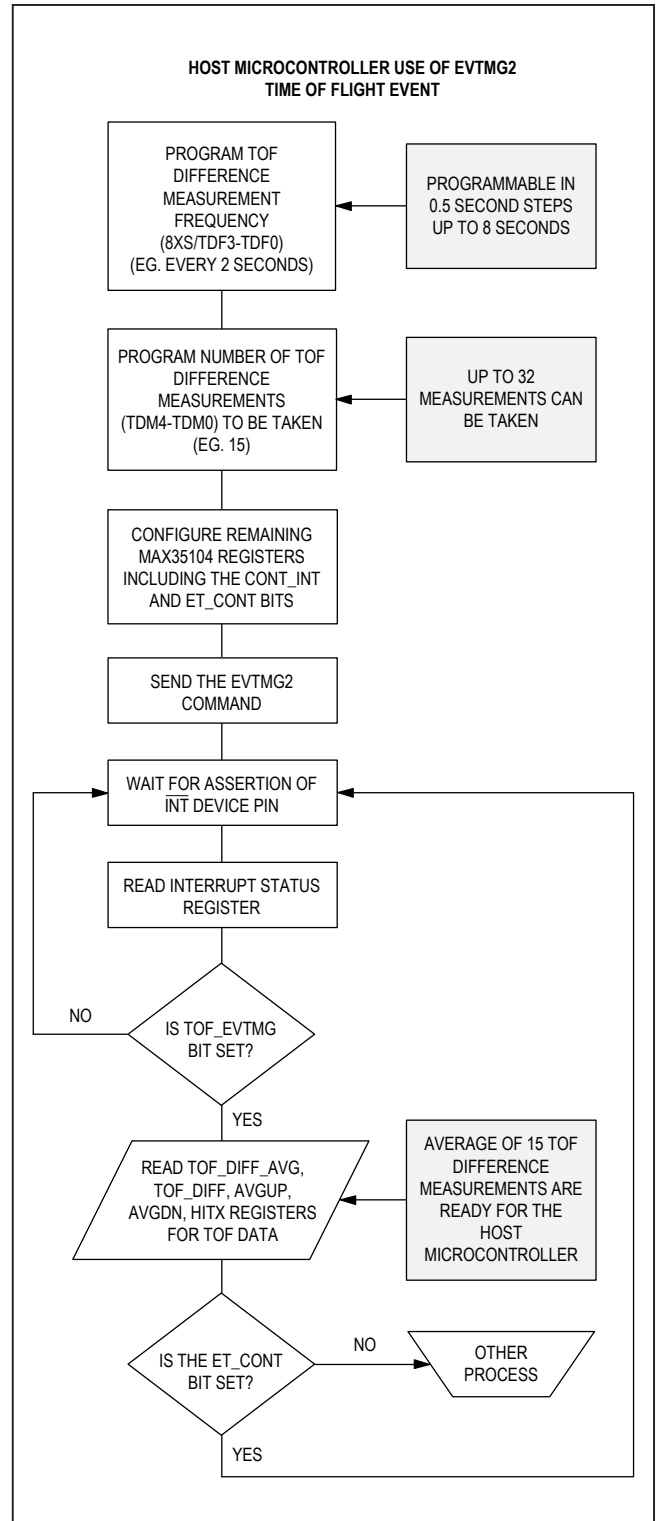 HOST MICROCONTROLLER USE OF EVTMG2
TIME OF FLIGHT EVENT
PROGRAM TOF
DIFFERENCE
MEASUREMENT
FREQUENCY
(8XS/TDF3-TDF0)
(EG. EVERY 2 SECONDS)
PROGRAMMABLE IN
0.5 SECOND STEPS
UP TO 8 SECONDS
PROGRAM NUMBER OF TOF
DIFFERENCE
MEASUREMENTS
(TDM4-TDM0) TO BE TAKEN
(EG. 15)
UP TO 32
MEASUREMENTS CAN
BE TAKEN
CONFIGURE REMAINING
MAX35104 REGISTERS
INCLUDING THE CONT_INT
AND ET_CONT BITS
SEND THE EVTMG2
COMMAND
WAIT FOR ASSERTION OF
INT DEVICE PIN
READ INTERRUPT STATUS
REGISTER
NO
IS TOF_EVTMG
BIT SET?
YES
READ TOF_DIFF_AVG,
TOF_DIFF, AVGUP,
AVGDN, HITX REGISTERS
FOR TOF DATA
AVERAGE OF 15 TOF
DIFFERENCE
MEASUREMENTS ARE
READY FOR THE
HOST
MICROCONTROLLER
IS THE ET_CONT
BIT SET?
NO
OTHER
PROCESS
YES